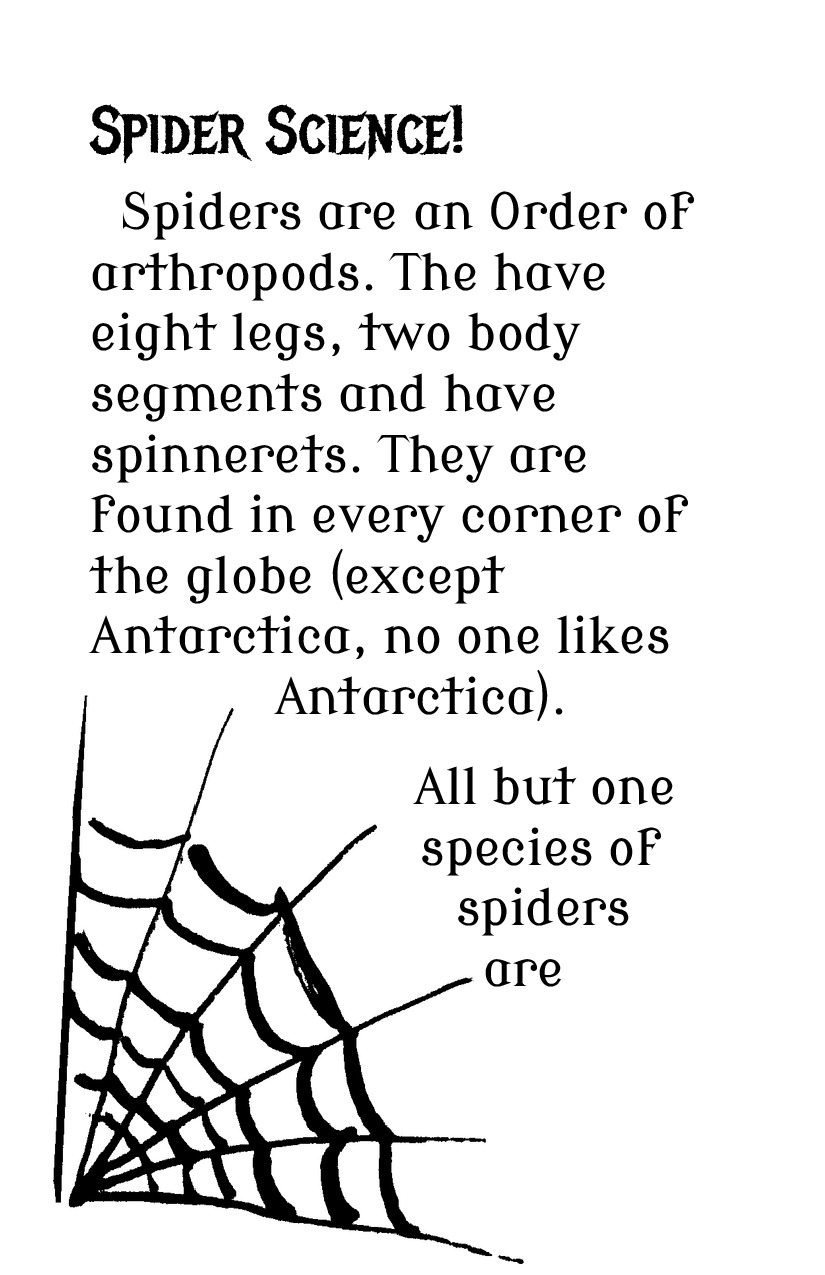 Spider Science!
Spiders are an Order of
arthropods. The have
eight legs, two body
segments and have
spinnerets. They are
found in every corner of
the globe (except
Antarctica, no one likes
Antarctica).
All but one
species of
spiders
are